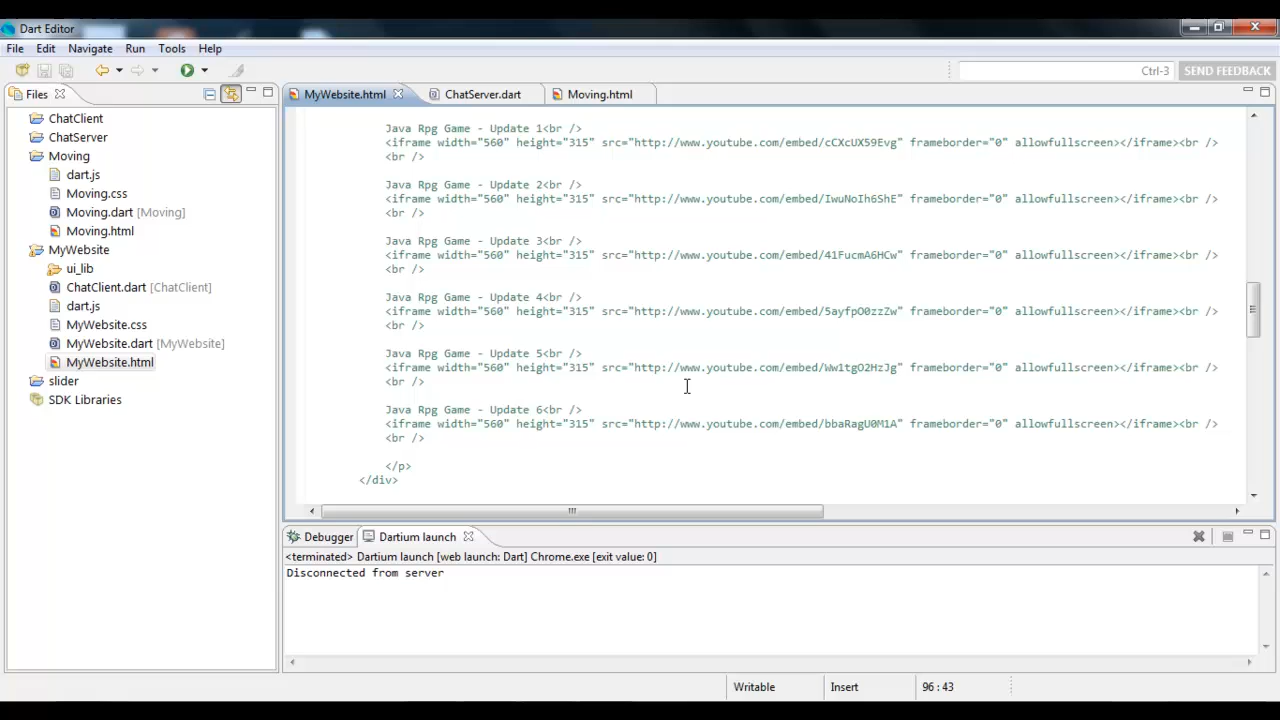 Dart Editor
File Edit Navigate Run Tools Help
Ctrl-3 SEND FEEDBACK
Files
MyWebsite.html ChatServer.dart Moving.html
ChatClient
ChatServer
Moving
dart.js
Moving.css
Moving.dart [Moving]
Moving.html
MyWebsite
ui_lib
ChatClient.dart [ChatClient]
dart.js
MyWebsite.css
MyWebsite.dart [MyWebsite]
MyWebsite.html
slider
SDK Libraries
Java Rpg Game - Update 1<br />
<iframe width="560" height="315" src="http://www.youtube.com/embed/cCXcUX59Evg" frameborder="0" allowfullscreen></iframe><br />
<br />
Java Rpg Game - Update 2<br />
<iframe width="560" height="315" src="http://www.youtube.com/embed/IwuNoIh6ShE" frameborder="0" allowfullscreen></iframe><br />
<br />
Java Rpg Game - Update 3<br />
<iframe width="560" height="315" src="http://www.youtube.com/embed/41FucmA6HCw" frameborder="0" allowfullscreen></iframe><br />
<br />
Java Rpg Game - Update 4<br />
<iframe width="560" height="315" src="http://www.youtube.com/embed/5ayfpO0zzZw" frameborder="0" allowfullscreen></iframe><br />
<br />
Java Rpg Game - Update 5<br />
<iframe width="560" height="315" src="http://www.youtube.com/embed/Ww1tgO2HzJg" frameborder="0" allowfullscreen></iframe><br />
<br />
Java Rpg Game - Update 6<br />
<iframe width="560" height="315" src="http://www.youtube.com/embed/bbaRagU0M1A" frameborder="0" allowfullscreen></iframe><br />
<br />
</p>
</div>
Debugger Dartium launch
<terminated> Dartium launch [web launch: Dart] Chrome.exe [exit value: 0]
Disconnected from server
Writable Insert 96 : 43